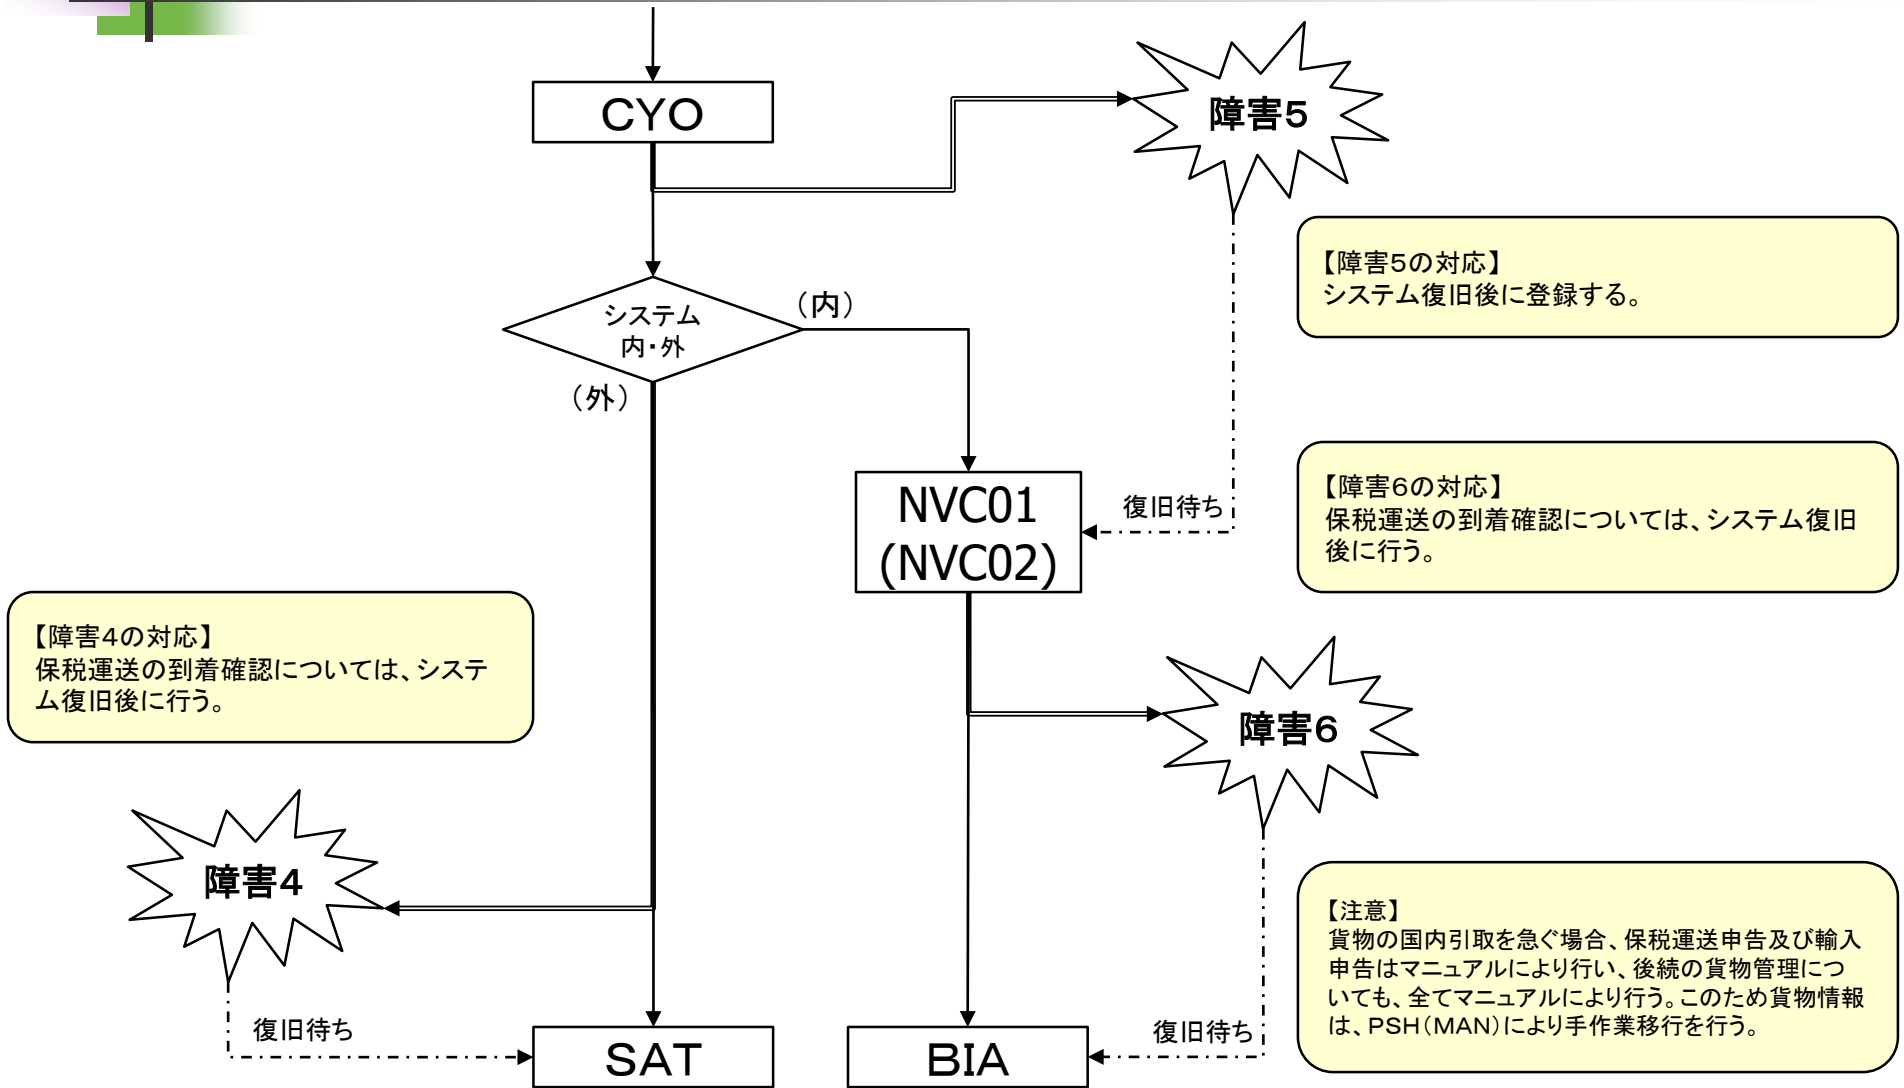 CYO
障害5
【障害5の対応】
システム復旧後に登録する。
システム
内・外
（内）
（外）
NVC01
(NVC02)
復旧待ち
【障害6の対応】
保税運送の到着確認については、システム復旧
後に行う。
【障害4の対応】
保税運送の到着確認については、システ
ム復旧後に行う。
障害6
障害4
【注意】
貨物の国内引取を急ぐ場合、保税運送申告及び輸入
申告はマニュアルにより行い、後続の貨物管理につ
いても、全てマニュアルにより行う。このため貨物情報
は、PSH（MAN）により手作業移行を行う。
復旧待ち
SAT
BIA
復旧待ち